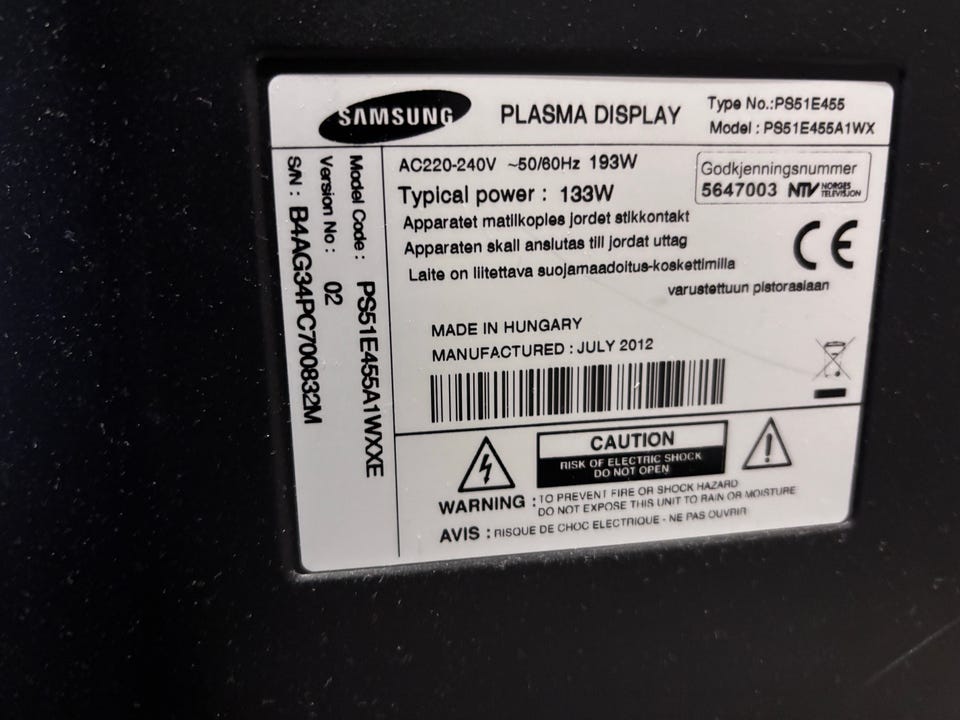 SAMSUNG
PLASMA DISPLAY
Type No.:PS51E455
Model : PS51E455A1WX
AC220-240V ~50/60Hz 193W
Typical power : 133W
Godkjenningsnummer
5647003 NTV NORGES
TELEVISJON
Apparatet matilkoples jordet stikkontakt
Apparaten skall anslutas till jordat uttag
Laite on liitettava suojamaadoitus-koskettimilla
varustettuun pistorasiaan
CE
MADE IN HUNGARY
MANUFACTURED : JULY 2012
CAUTION
RISK OF ELECTRIC SHOCK
DO NOT OPEN
WARNING : TO PREVENT FIRE OR SHOCK HAZARD
DO NOT EXPOSE THIS UNIT TO RAIN OR MOISTURE
AVIS : RISQUE DE CHOC ELECTRIQUE - NE PAS OUVRIR
Model Code : PS51E455A1WXXE
Version No : 02
S/N : B4AG34PC700832M